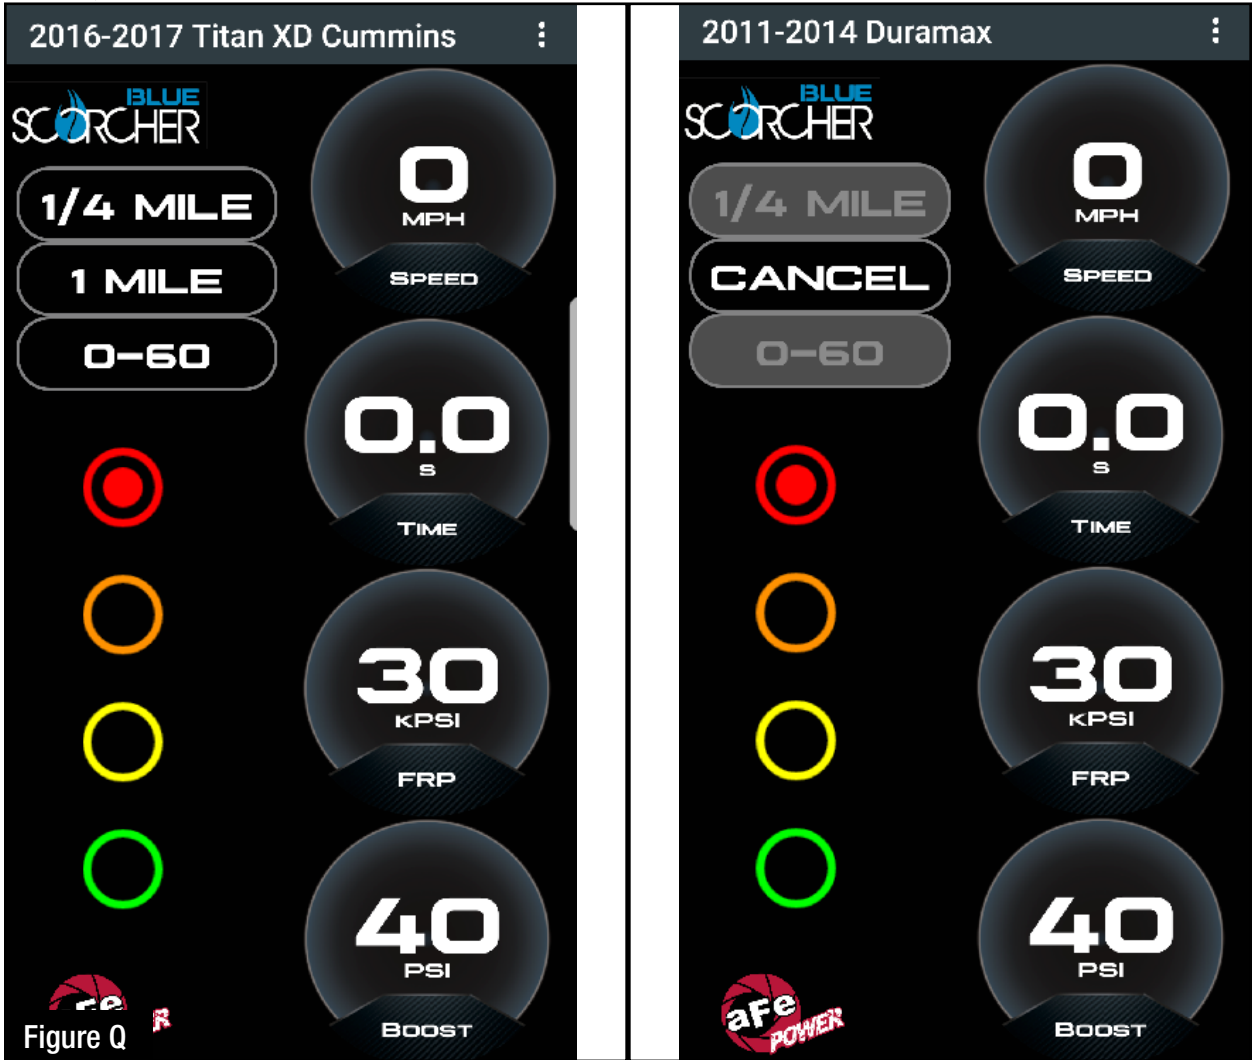 2016-2017 Titan XD Cummins
BLUE
SCORCHER
1/4 MILE
1 MILE
0-60
0
MPH
SPEED
0.0
S
TIME
30
KPSI
FRP
40
PSI
BOOST
aFe
R
Figure Q
2011-2014 Duramax
BLUE
SCORCHER
1/4 MILE
CANCEL
0-60
0
MPH
SPEED
0.0
S
TIME
30
KPSI
FRP
40
PSI
BOOST
aFe
POWER